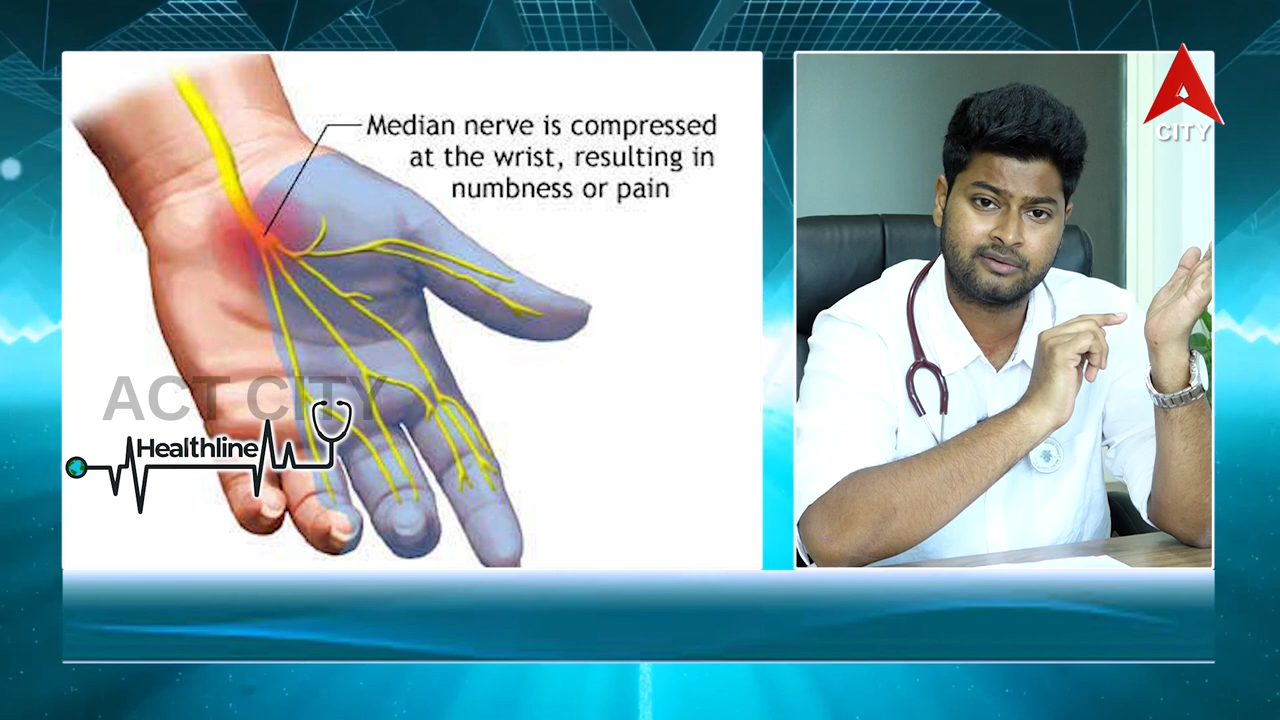 Median nerve is compressed
at the wrist, resulting in
numbness or pain
ACT CITY
Healthline
CITY